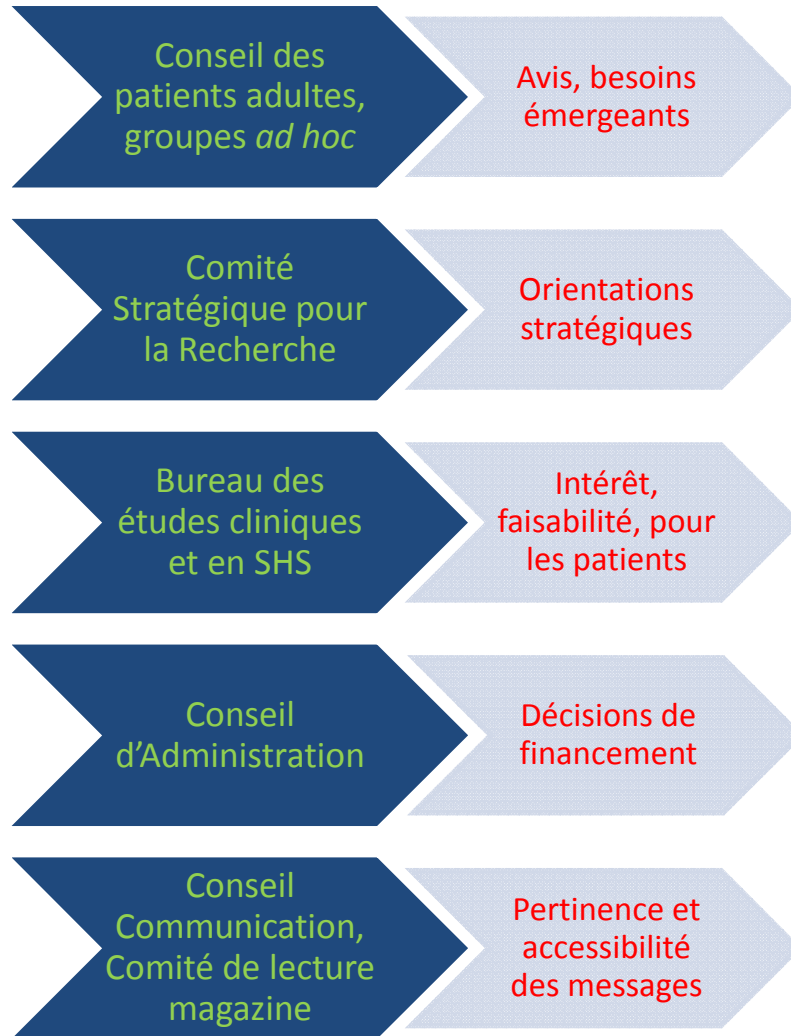 Conseil des
patients adultes,
groupes ad hoc
Avis, besoins
émergeants
Comité
Stratégique pour
la Recherche
Orientations
stratégiques
Bureau des
études cliniques
et en SHS
Intérêt,
faisabilité, pour
les patients
Conseil
d’Administration
Décisions de
financement
Conseil
Communication,
Comité de lecture
magazine
Pertinence et
accessibilité
des messages